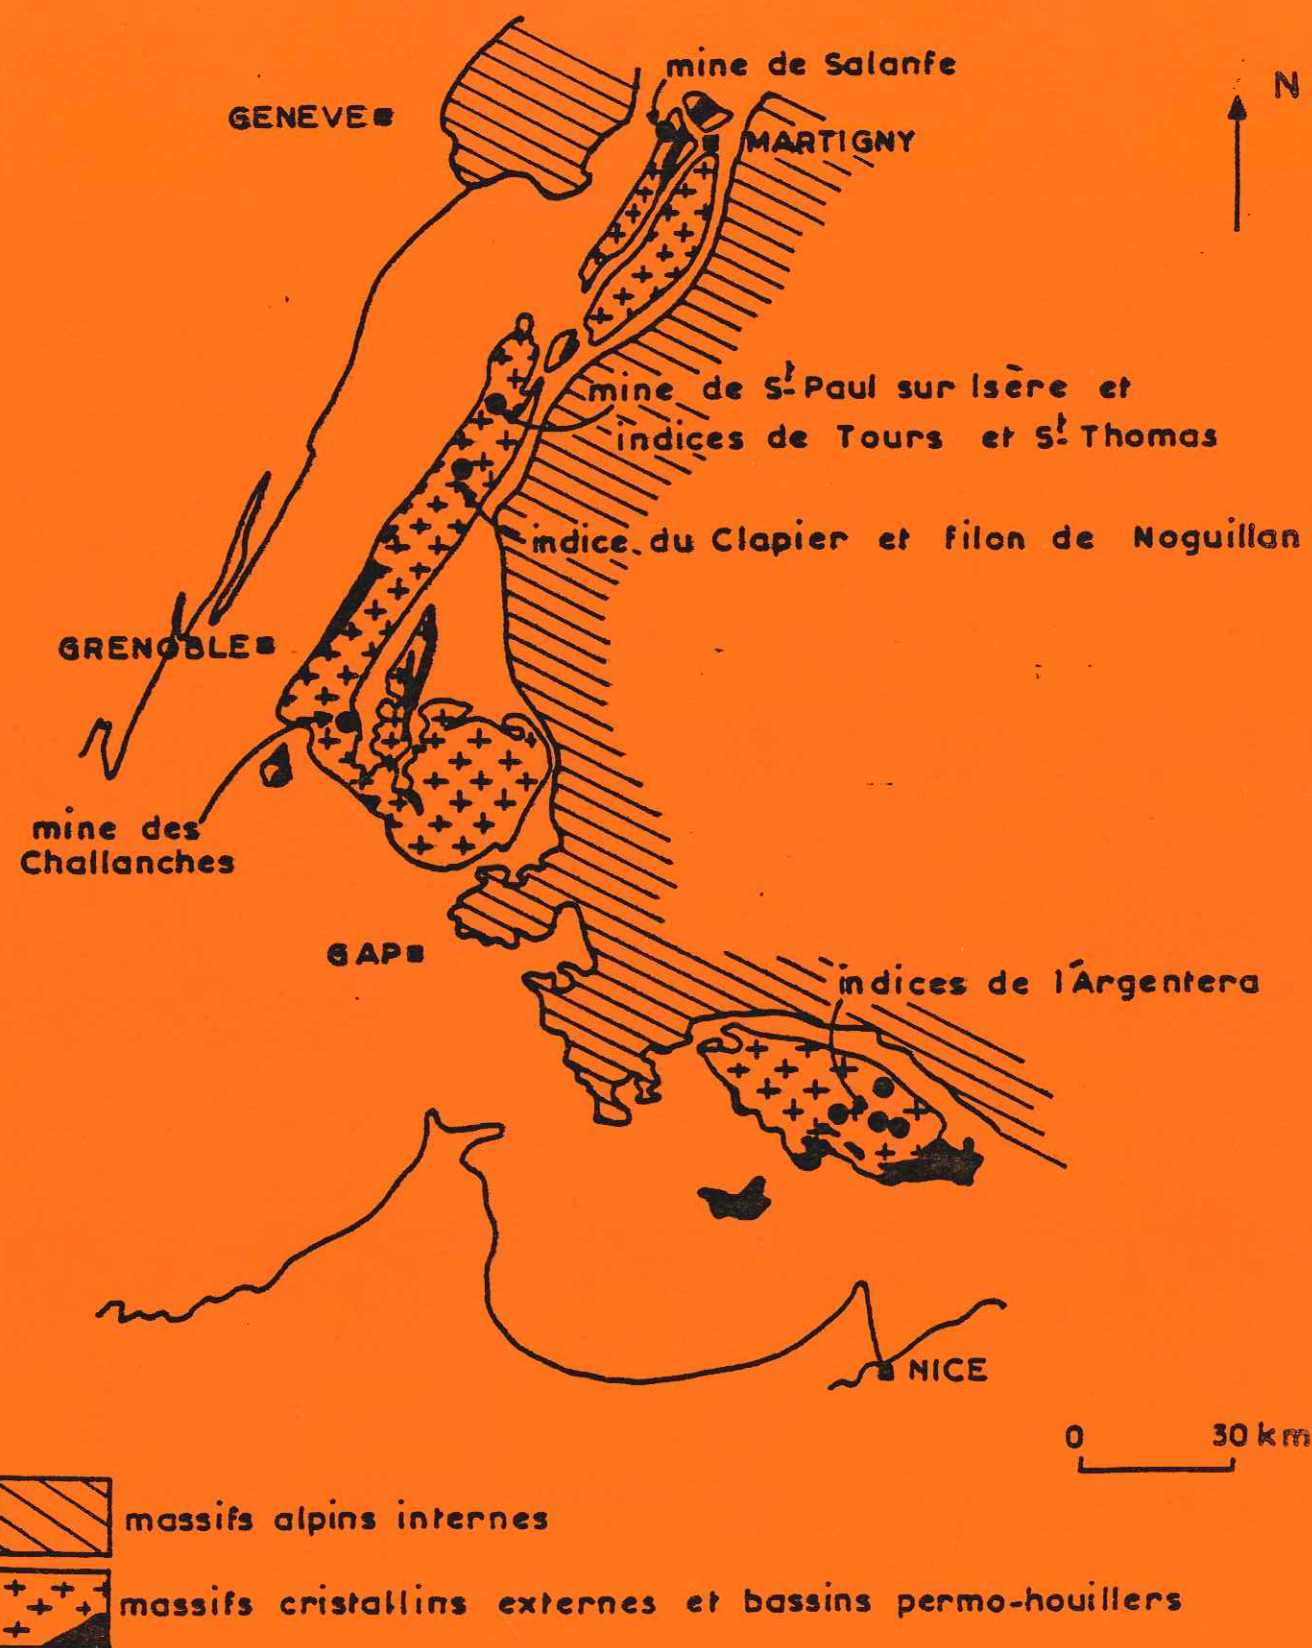 mine de Salanfe
N
GENEVE
MARTIGNY
mine de St Paul sur Isère et
indices de Tours et St Thomas
indice du Clapier et filon de Noguillan
GRENOBLE
mine des
Challanches
GAP
indices de l'Argentera
NICE
0 30 km
massifs alpins internes
massifs cristallins externes et bassins permo-houillers